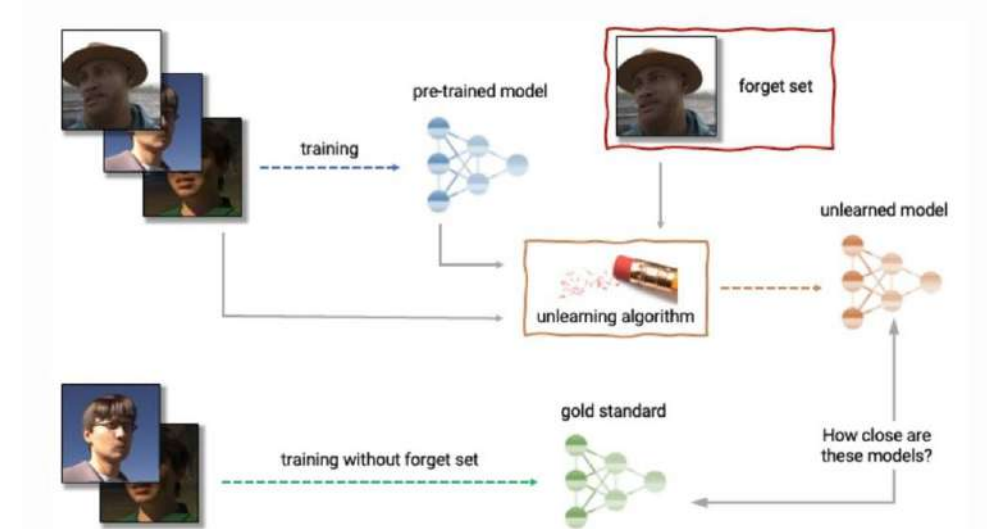 pre-trained model
forget set
training
unlearned model
unlearning algorithm
gold standard
How close are
these models?
training without forget set